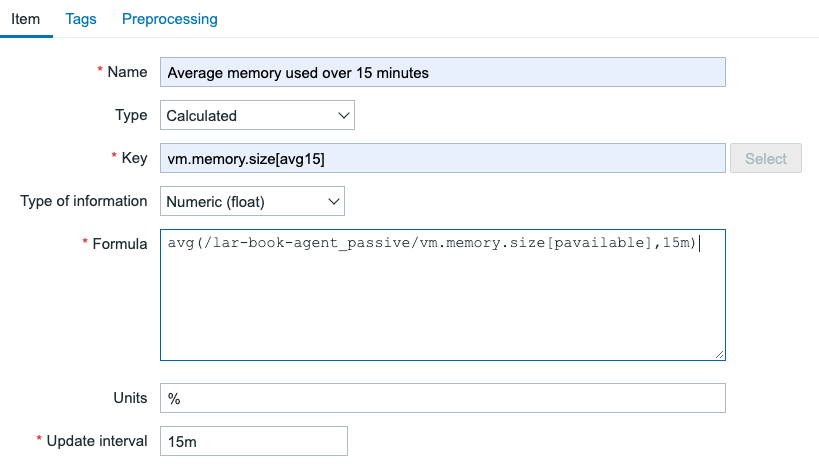 Item Tags Preprocessing
* Name Average memory used over 15 minutes
Type Calculated
* Key vm.memory.size[avg15] Select
Type of information Numeric (float)
* Formula avg(/lar-book-agent_passive/vm.memory.size[pavailable],15m)
Units %
* Update interval 15m